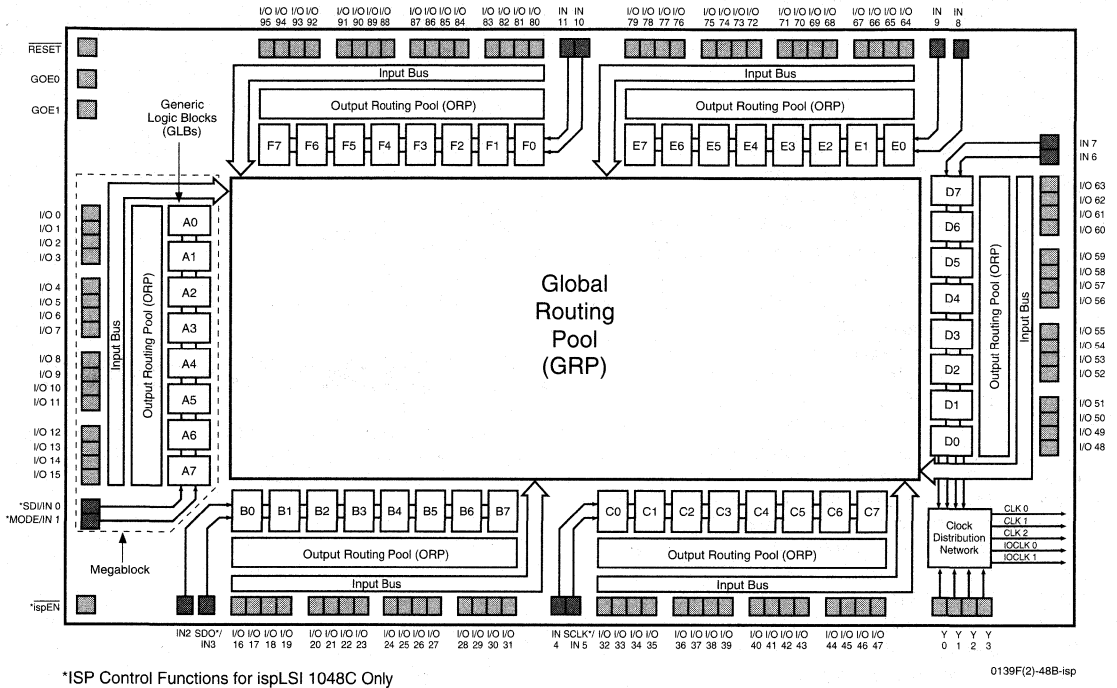 I/O I/O I/O I/O I/O I/O I/O I/O I/O I/O I/O I/O I/O I/O I/O I/O IN IN I/O I/O I/O I/O I/O I/O I/O I/O I/O I/O I/O I/O I/O I/O I/O I/O IN IN
95 94 93 92 91 90 89 88 87 86 85 84 83 82 81 80 11 10 79 78 77 76 75 74 73 72 71 70 69 68 67 66 65 64 9 8
RESET
GOE0
GOE1
Generic
Logic Blocks
(GLBs)
Input Bus
Output Routing Pool (ORP)
F7 F6 F5 F4 F3 F2 F1 F0
Input Bus
Output Routing Pool (ORP)
E7 E6 E5 E4 E3 E2 E1 E0
IN 7
IN 6
I/O 0
I/O 1
I/O 2
I/O 3
I/O 4
I/O 5
I/O 6
I/O 7
I/O 8
I/O 9
I/O 10
I/O 11
I/O 12
I/O 13
I/O 14
I/O 15
*SDI/IN 0
*MODE/IN 1
Input Bus
Output Routing Pool (ORP)
A0
A1
A2
A3
A4
A5
A6
A7
Megablock
Global
Routing
Pool
(GRP)
D7
D6
D5
D4
D3
D2
D1
D0
Output Routing Pool (ORP)
Input Bus
I/O 63
I/O 62
I/O 61
I/O 60
I/O 59
I/O 58
I/O 57
I/O 56
I/O 55
I/O 54
I/O 53
I/O 52
I/O 51
I/O 50
I/O 49
I/O 48
B0 B1 B2 B3 B4 B5 B6 B7
Output Routing Pool (ORP)
Input Bus
C0 C1 C2 C3 C4 C5 C6 C7
Output Routing Pool (ORP)
Input Bus
Clock
Distribution
Network
CLK 0
CLK 1
CLK 2
IOCLK 0
IOCLK 1
*ispEN
IN2 SDO*/ I/O I/O I/O I/O I/O I/O I/O I/O I/O I/O I/O I/O I/O I/O I/O I/O IN SCLK*/ I/O I/O I/O I/O I/O I/O I/O I/O I/O I/O I/O I/O I/O I/O I/O I/O Y Y Y Y
IN3 16 17 18 19 20 21 22 23 24 25 26 27 28 29 30 31 4 IN 5 32 33 34 35 36 37 38 39 40 41 42 43 44 45 46 47 0 1 2 3
*ISP Control Functions for ispLSI 1048C Only
0139F(2)-48B-isp